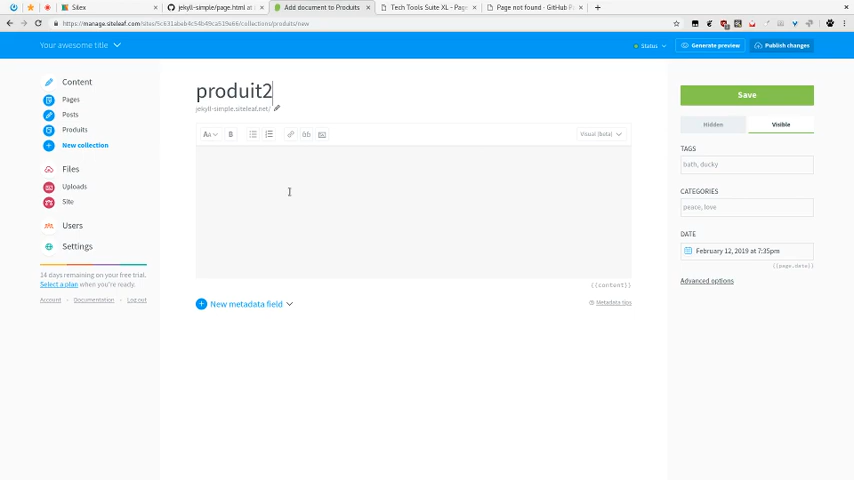 Silex
jekyll-simple/page.html at
Add document to Produits
Tech Tools Suite XL - Page
Page not found · GitHub Pa
https://manage.siteleaf.com/sites/5c631abeb4c54b49ca519e66/collections/produits/new
Your awesome title
Status
Generate preview
Publish changes
Content
Pages
Posts
Produits
New collection
Files
Uploads
Site
Users
Settings
14 days remaining on your free trial.
Select a plan when you're ready.
Account · Documentation · Log out
produit2
jekyll-simple.siteleaf.net/
Aa
B
Visual (Beta)
{{content}}
New metadata field
Metadata tips
Save
Hidden
Visible
TAGS
bath, ducky
CATEGORIES
peace, love
DATE
February 12, 2019 at 7:35pm
{{page.date}}
Advanced options